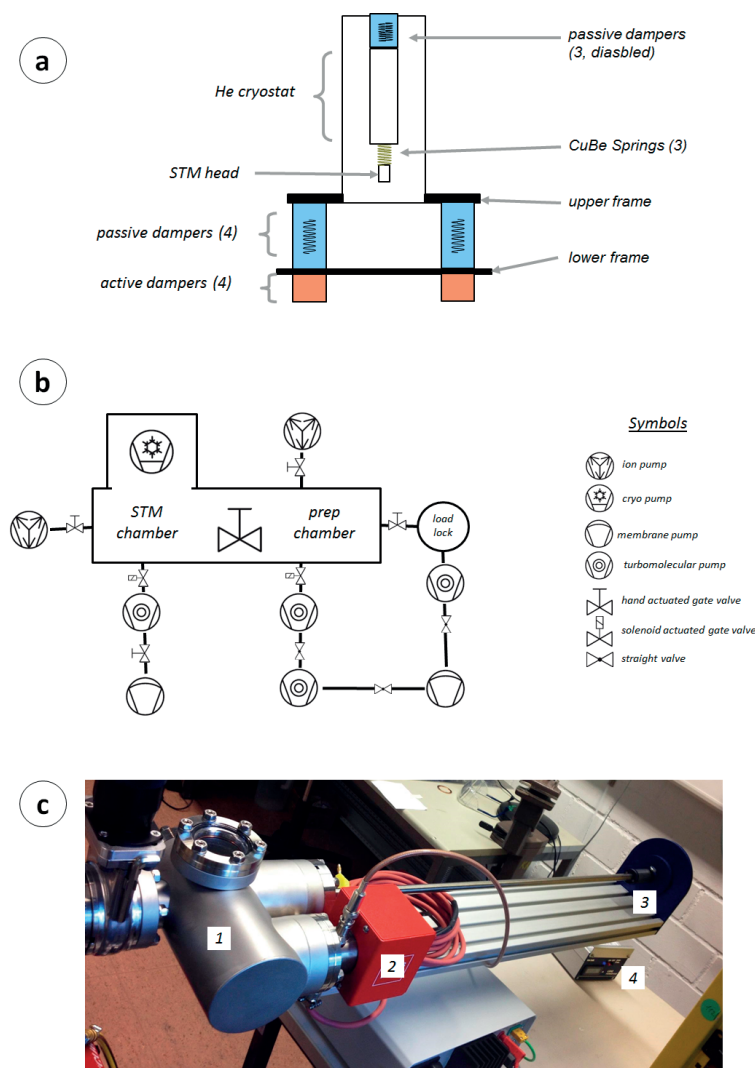 a
passive dampers
(3, diasbled)
He cryostat
CuBe Springs (3)
STM head
upper frame
passive dampers (4)
lower frame
active dampers (4)
b
Symbols
ion pump
cryo pump
STM
chamber
prep
chamber
load
lock
membrane pump
turbomolecular pump
hand actuated gate valve
solenoid actuated gate valve
straight valve
c
1
2
3
4